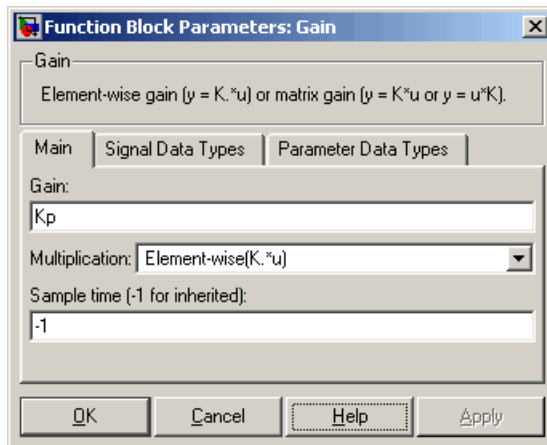 Function Block Parameters: Gain
Gain
Element-wise gain (y = K.*u) or matrix gain (y = K*u or y = u*K).
Main Signal Data Types Parameter Data Types
Gain:
Kp
Multiplication: Element-wise(K.*u)
Sample time (-1 for inherited):
-1
OK Cancel Help Apply